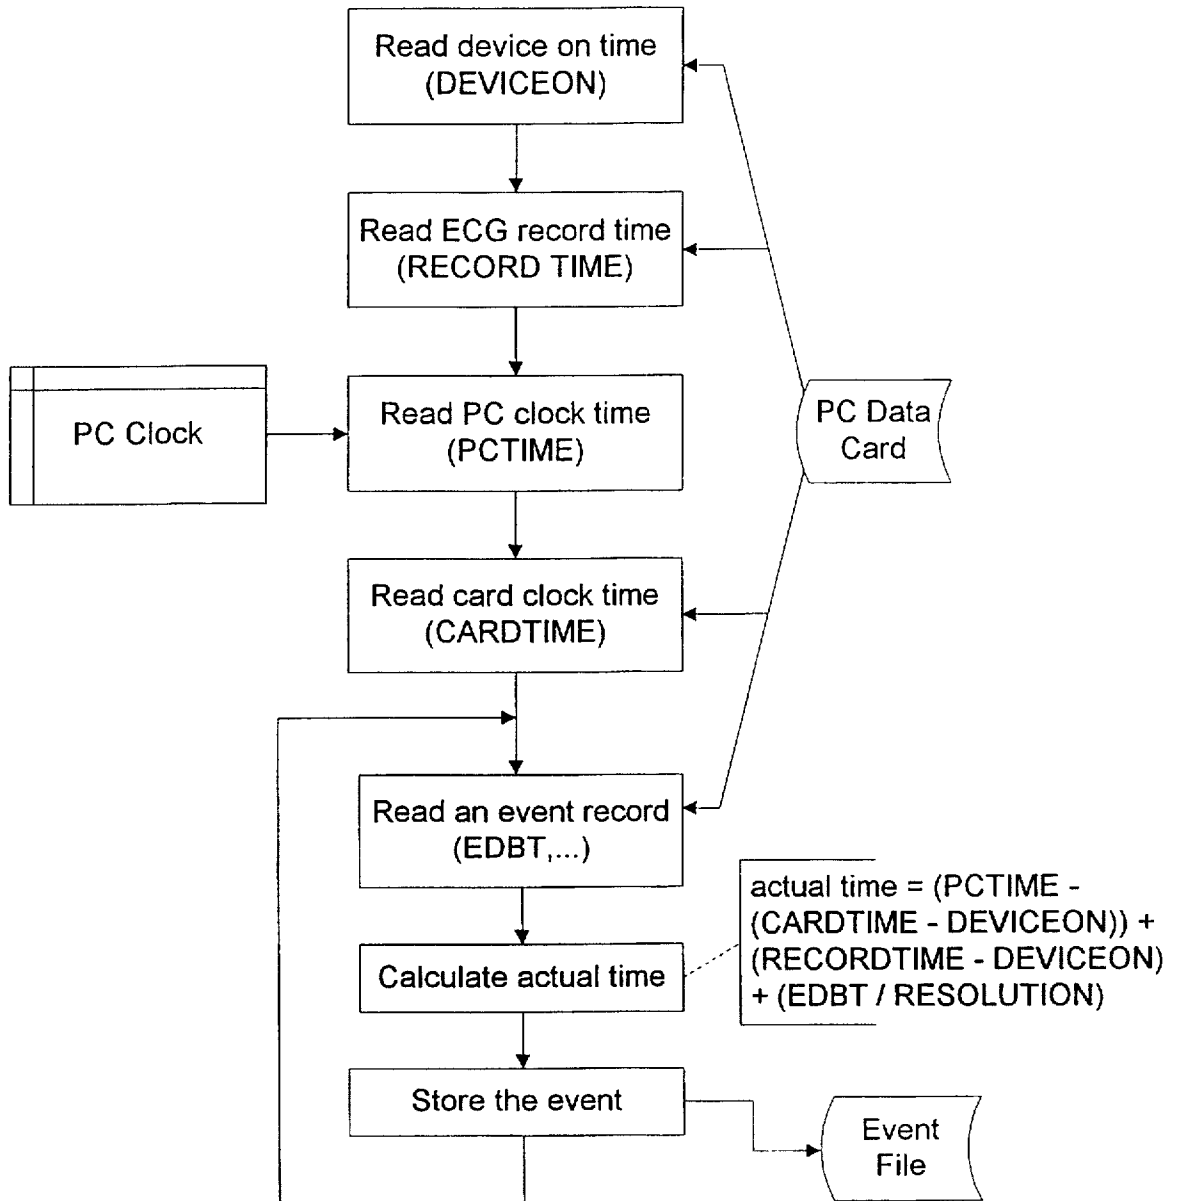 Read device on time
(DEVICEON)
Read ECG record time
(RECORD TIME)
PC Clock
Read PC clock time
(PCTIME)
PC Data
Card
Read card clock time
(CARDTIME)
Read an event record
(EDBT,...)
actual time = (PCTIME -
(CARDTIME - DEVICEON)) +
(RECORDTIME - DEVICEON)
+ (EDBT / RESOLUTION)
Calculate actual time
Store the event
Event
File